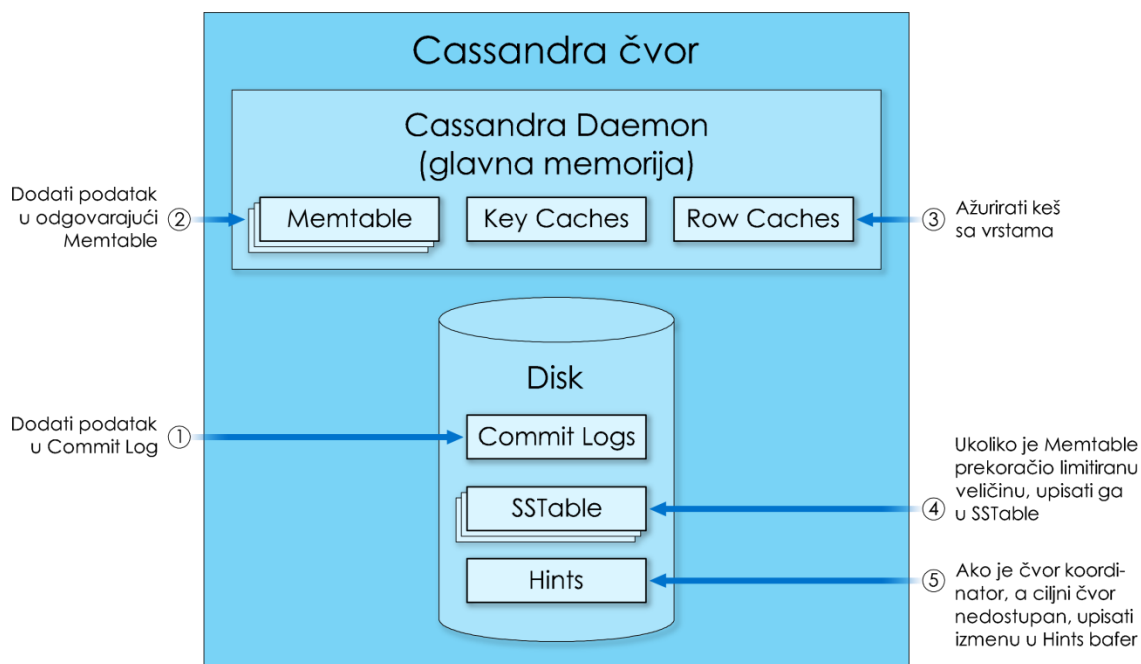 Cassandra čvor
Cassandra Daemon
(glavna memorija)
Dodati podatak
u odgovarajući
Memtable
②
Memtable
Key Caches
Row Caches
③
Ažurirati keš
sa vrstama
Disk
Dodati podatak
u Commit Log
①
Commit Logs
SSTable
④
Ukoliko je Memtable
prekoračio limitiranu
veličinu, upisati ga
u SSTable
Hints
⑤
Ako je čvor koordi-
nator, a ciljni čvor
nedostupan, upisati
izmenu u Hints bafer